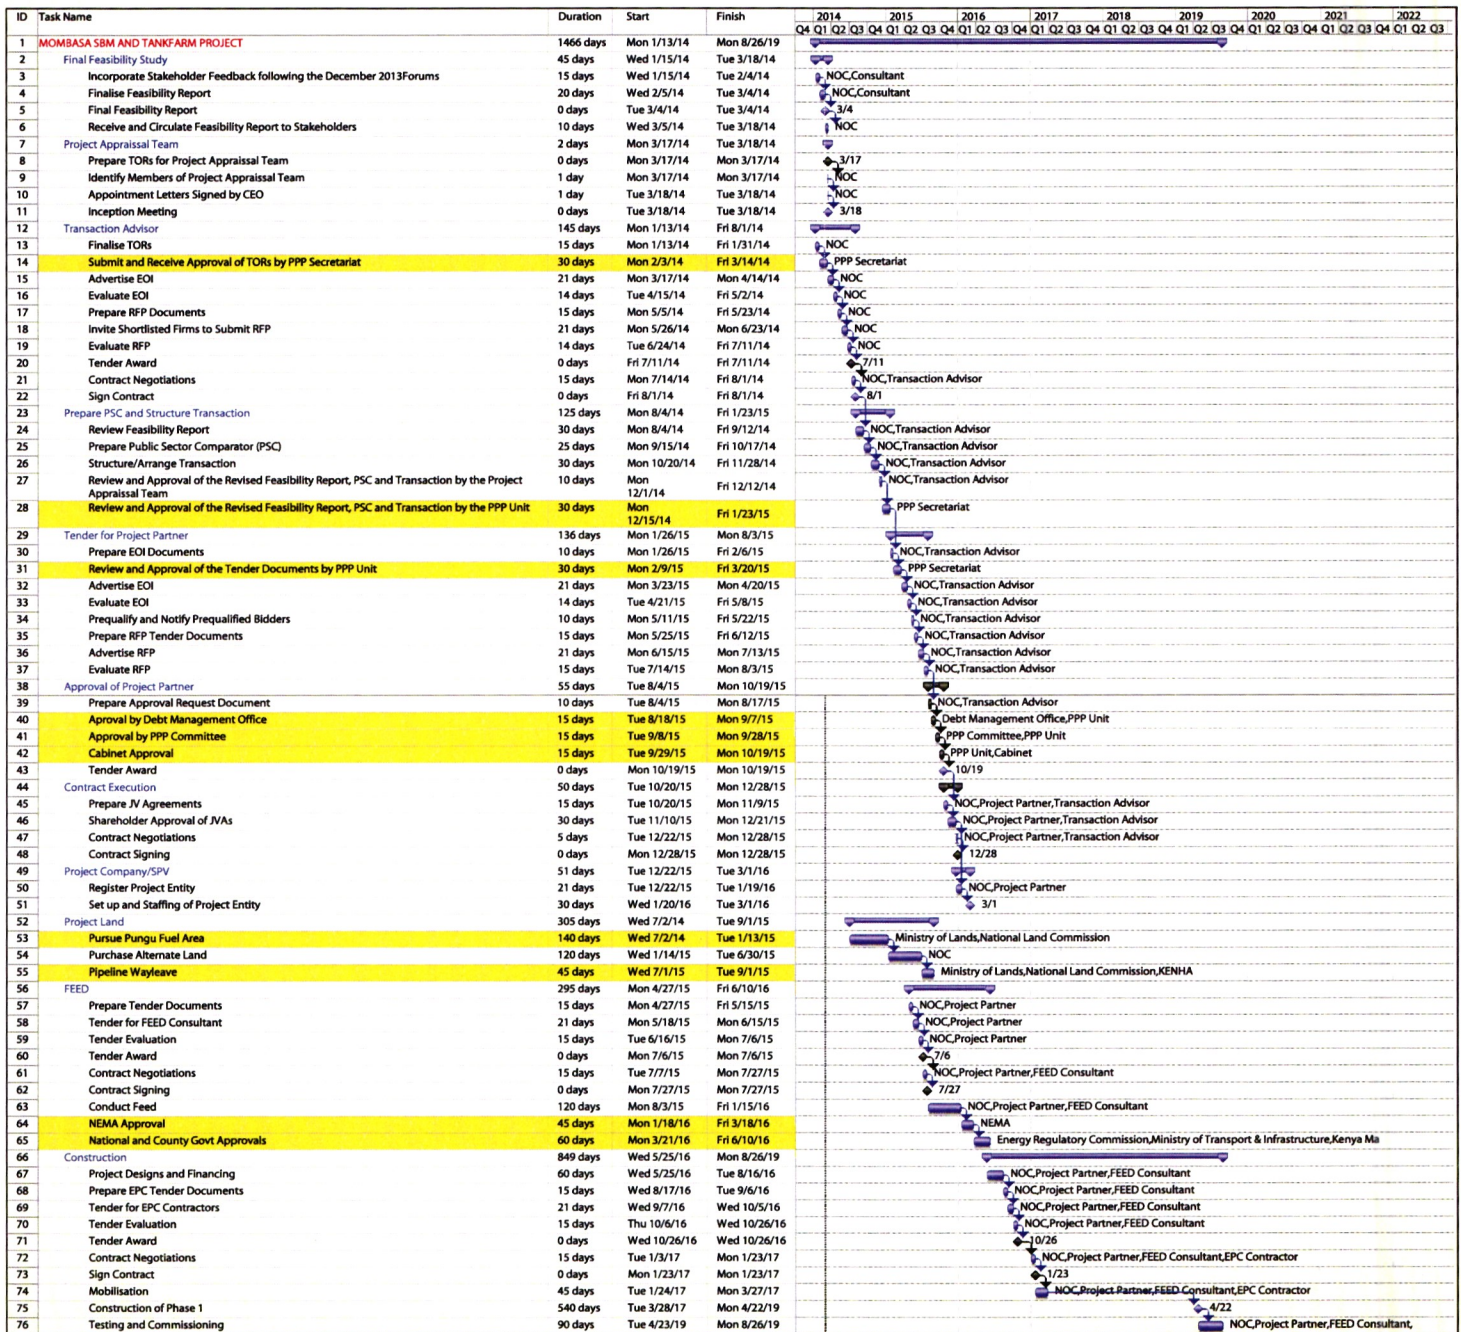 ID Task Name Duration Start Finish 2014 2015 2016 2017 2018 2019 2020 2021 2022
Q4 Q1 Q2 Q3 Q4 Q1 Q2 Q3 Q4 Q1 Q2 Q3 Q4 Q1 Q2 Q3 Q4 Q1 Q2 Q3 Q4 Q1 Q2 Q3 Q4 Q1 Q2 Q3 Q4 Q1 Q2 Q3 Q4 Q1 Q2 Q3
1 MOMBASA SBM AND TANKFARM PROJECT 1466 days Mon 1/13/14 Mon 8/26/19
2 Final Feasibility Study 45 days Wed 1/15/14 Tue 3/18/14
3 Incorporate Stakeholder Feedback following the December 2013Forums 15 days Wed 1/15/14 Tue 2/4/14 NOC,Consultant
4 Finalise Feasibility Report 20 days Wed 2/5/14 Tue 3/4/14 NOC,Consultant
5 Final Feasibility Report 0 days Tue 3/4/14 Tue 3/4/14 3/4
6 Receive and Circulate Feasibility Report to Stakeholders 10 days Wed 3/5/14 Tue 3/18/14 NOC
7 Project Appraisal Team 2 days Mon 3/17/14 Tue 3/18/14
8 Prepare TORs for Project Appraisal Team 0 days Mon 3/17/14 Mon 3/17/14 3/17
9 Identify Members of Project Appraisal Team 1 day Mon 3/17/14 Mon 3/17/14 NOC
10 Appointment Letters Signed by CEO 1 day Tue 3/18/14 Tue 3/18/14 NOC
11 Inception Meeting 0 days Tue 3/18/14 Tue 3/18/14 3/18
12 Transaction Advisor 145 days Mon 1/13/14 Fri 8/1/14
13 Finalise TORs 15 days Mon 1/13/14 Fri 1/31/14 NOC
14 Submit and Receive Approval of TORs by PPP Secretariat 30 days Mon 2/3/14 Fri 3/14/14 PPP Secretariat
15 Advertise EOI 21 days Mon 3/17/14 Mon 4/14/14 NOC
16 Evaluate EOI 14 days Tue 4/15/14 Fri 5/2/14 NOC
17 Prepare RFP Documents 15 days Mon 5/5/14 Fri 5/23/14 NOC
18 Invite Shortlisted Firms to Submit RFP 21 days Mon 5/26/14 Mon 6/23/14 NOC
19 Evaluate RFP 14 days Tue 6/24/14 Fri 7/11/14 NOC
20 Tender Award 0 days Fri 7/11/14 Fri 7/11/14 7/11
21 Contract Negotiations 15 days Mon 7/14/14 Fri 8/1/14 NOC,Transaction Advisor
22 Sign Contract 0 days Fri 8/1/14 Fri 8/1/14 8/1
23 Prepare PSC and Structure Transaction 125 days Mon 8/4/14 Fri 1/23/15
24 Review Feasibility Report 30 days Mon 8/4/14 Fri 9/12/14 NOC,Transaction Advisor
25 Prepare Public Sector Comparator (PSC) 25 days Mon 9/15/14 Fri 10/17/14 NOC,Transaction Advisor
26 Structure/Arrange Transaction 30 days Mon 10/20/14 Fri 11/28/14 NOC,Transaction Advisor
27 Review and Approval of the Revised Feasibility Report, PSC and Transaction by the Project 10 days Mon Fri 12/12/14 NOC,Transaction Advisor
Appraisal Team 12/1/14
28 Review and Approval of the Revised Feasibility Report, PSC and Transaction by the PPP Unit 30 days Mon Fri 1/23/15 PPP Secretariat
12/15/14
29 Tender for Project Partner 136 days Mon 1/26/15 Mon 8/3/15
30 Prepare EOI Documents 10 days Mon 1/26/15 Fri 2/6/15 NOC,Transaction Advisor
31 Review and Approval of the Tender Documents by PPP Unit 30 days Mon 2/9/15 Fri 3/20/15 PPP Secretariat
32 Advertise EOI 21 days Mon 3/23/15 Mon 4/20/15 NOC,Transaction Advisor
33 Evaluate EOI 14 days Tue 4/21/15 Fri 5/8/15 NOC,Transaction Advisor
34 Prequalify and Notify Prequalified Bidders 10 days Mon 5/11/15 Fri 5/22/15 NOC,Transaction Advisor
35 Prepare RFP Tender Documents 15 days Mon 5/25/15 Fri 6/12/15 NOC,Transaction Advisor
36 Advertise RFP 21 days Mon 6/15/15 Mon 7/13/15 NOC,Transaction Advisor
37 Evaluate RFP 15 days Tue 7/14/15 Mon 8/3/15 NOC,Transaction Advisor
38 Approval of Project Partner 55 days Tue 8/4/15 Mon 10/19/15
39 Prepare Approval Request Document 10 days Tue 8/4/15 Mon 8/17/15 NOC,Transaction Advisor
40 Aproval by Debt Management Office 15 days Tue 8/18/15 Mon 9/7/15 Debt Management Office,PPP Unit
41 Approval by PPP Committee 15 days Tue 9/8/15 Mon 9/28/15 PPP Committee,PPP Unit
42 Cabinet Approval 15 days Tue 9/29/15 Mon 10/19/15 PPP Unit,Cabinet
43 Tender Award 0 days Mon 10/19/15 Mon 10/19/15 10/19
44 Contract Execution 50 days Tue 10/20/15 Mon 12/28/15
45 Prepare JV Agreements 15 days Tue 10/20/15 Mon 11/9/15 NOC,Project Partner,Transaction Advisor
46 Shareholder Approval of JVAs 30 days Tue 11/10/15 Mon 12/21/15 NOC,Project Partner,Transaction Advisor
47 Contract Negotiations 5 days Tue 12/22/15 Mon 12/28/15 NOC,Project Partner,Transaction Advisor
48 Contract Signing 0 days Mon 12/28/15 Mon 12/28/15 12/28
49 Project Company/SPV 51 days Tue 12/22/15 Tue 3/1/16
50 Register Project Entity 21 days Tue 12/22/15 Tue 1/19/16 NOC,Project Partner
51 Set up and Staffing of Project Entity 30 days Wed 1/20/16 Tue 3/1/16 3/1
52 Project Land 305 days Wed 7/2/14 Tue 9/1/15
53 Pursue Pungu Fuel Area 140 days Wed 7/2/14 Tue 1/13/15 Ministry of Lands,National Land Commission
54 Purchase Alternate Land 120 days Wed 1/14/15 Tue 6/30/15 NOC
55 Pipeline Wayleave 45 days Wed 7/1/15 Tue 9/1/15 Ministry of Lands,National Land Commission,KENHA
56 FEED 295 days Mon 4/27/15 Fri 6/10/16
57 Prepare Tender Documents 15 days Mon 4/27/15 Fri 5/15/15 NOC,Project Partner
58 Tender for FEED Consultant 21 days Mon 5/18/15 Mon 6/15/15 NOC,Project Partner
59 Tender Evaluation 15 days Tue 6/16/15 Mon 7/6/15 NOC,Project Partner
60 Tender Award 0 days Mon 7/6/15 Mon 7/6/15 7/6
61 Contract Negotiations 15 days Tue 7/7/15 Mon 7/27/15 NOC,Project Partner,FEED Consultant
62 Contract Signing 0 days Mon 7/27/15 Mon 7/27/15 7/27
63 Conduct Feed 120 days Mon 8/3/15 Fri 1/15/16 NOC,Project Partner,FEED Consultant
64 NEMA Approval 45 days Mon 1/18/16 Fri 3/18/16 NEMA
65 National and County Govt Approvals 60 days Mon 3/21/16 Fri 6/10/16 Energy Regulatory Commission,Ministry of Transport & Infrastructure,Kenya Ma
66 Construction 849 days Wed 5/25/16 Mon 8/26/19
67 Project Designs and Financing 60 days Wed 5/25/16 Tue 8/16/16 NOC,Project Partner,FEED Consultant
68 Prepare EPC Tender Documents 15 days Wed 8/17/16 Tue 9/6/16 NOC,Project Partner,FEED Consultant
69 Tender for EPC Contractors 21 days Wed 9/7/16 Wed 10/5/16 NOC,Project Partner,FEED Consultant
70 Tender Evaluation 15 days Thu 10/6/16 Wed 10/26/16 NOC,Project Partner,FEED Consultant
71 Tender Award 0 days Wed 10/26/16 Wed 10/26/16 10/26
72 Contract Negotiations 15 days Tue 1/3/17 Mon 1/23/17 NOC,Project Partner,FEED Consultant,EPC Contractor
73 Sign Contract 0 days Mon 1/23/17 Mon 1/23/17 1/23
74 Mobilisation 45 days Tue 1/24/17 Mon 3/27/17 NOC,Project Partner,FEED Consultant,EPC Contractor
75 Construction of Phase 1 540 days Tue 3/28/17 Mon 4/22/19 4/22
76 Testing and Commissioning 90 days Tue 4/23/19 Mon 8/26/19 NOC,Project Partner,FEED Consultant,